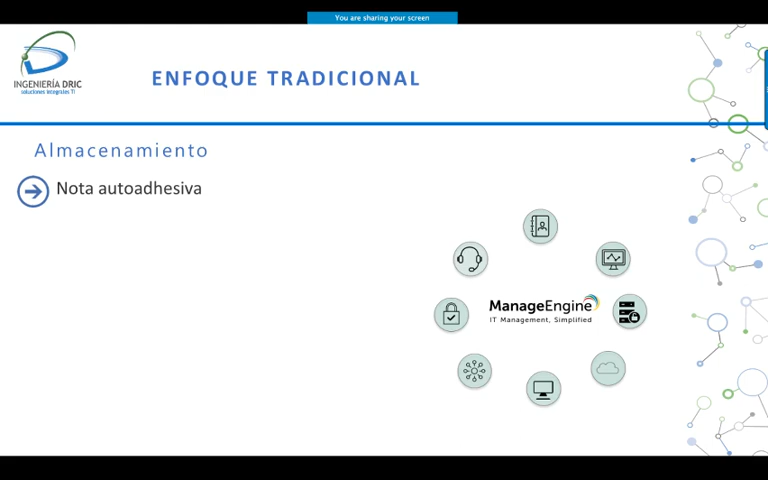 You are sharing your screen
INGENIERÍA DRIC
soluciones integrales TI
ENFOQUE TRADICIONAL
Almacenamiento
Nota autoadhesiva
ManageEngine
IT Management, Simplified